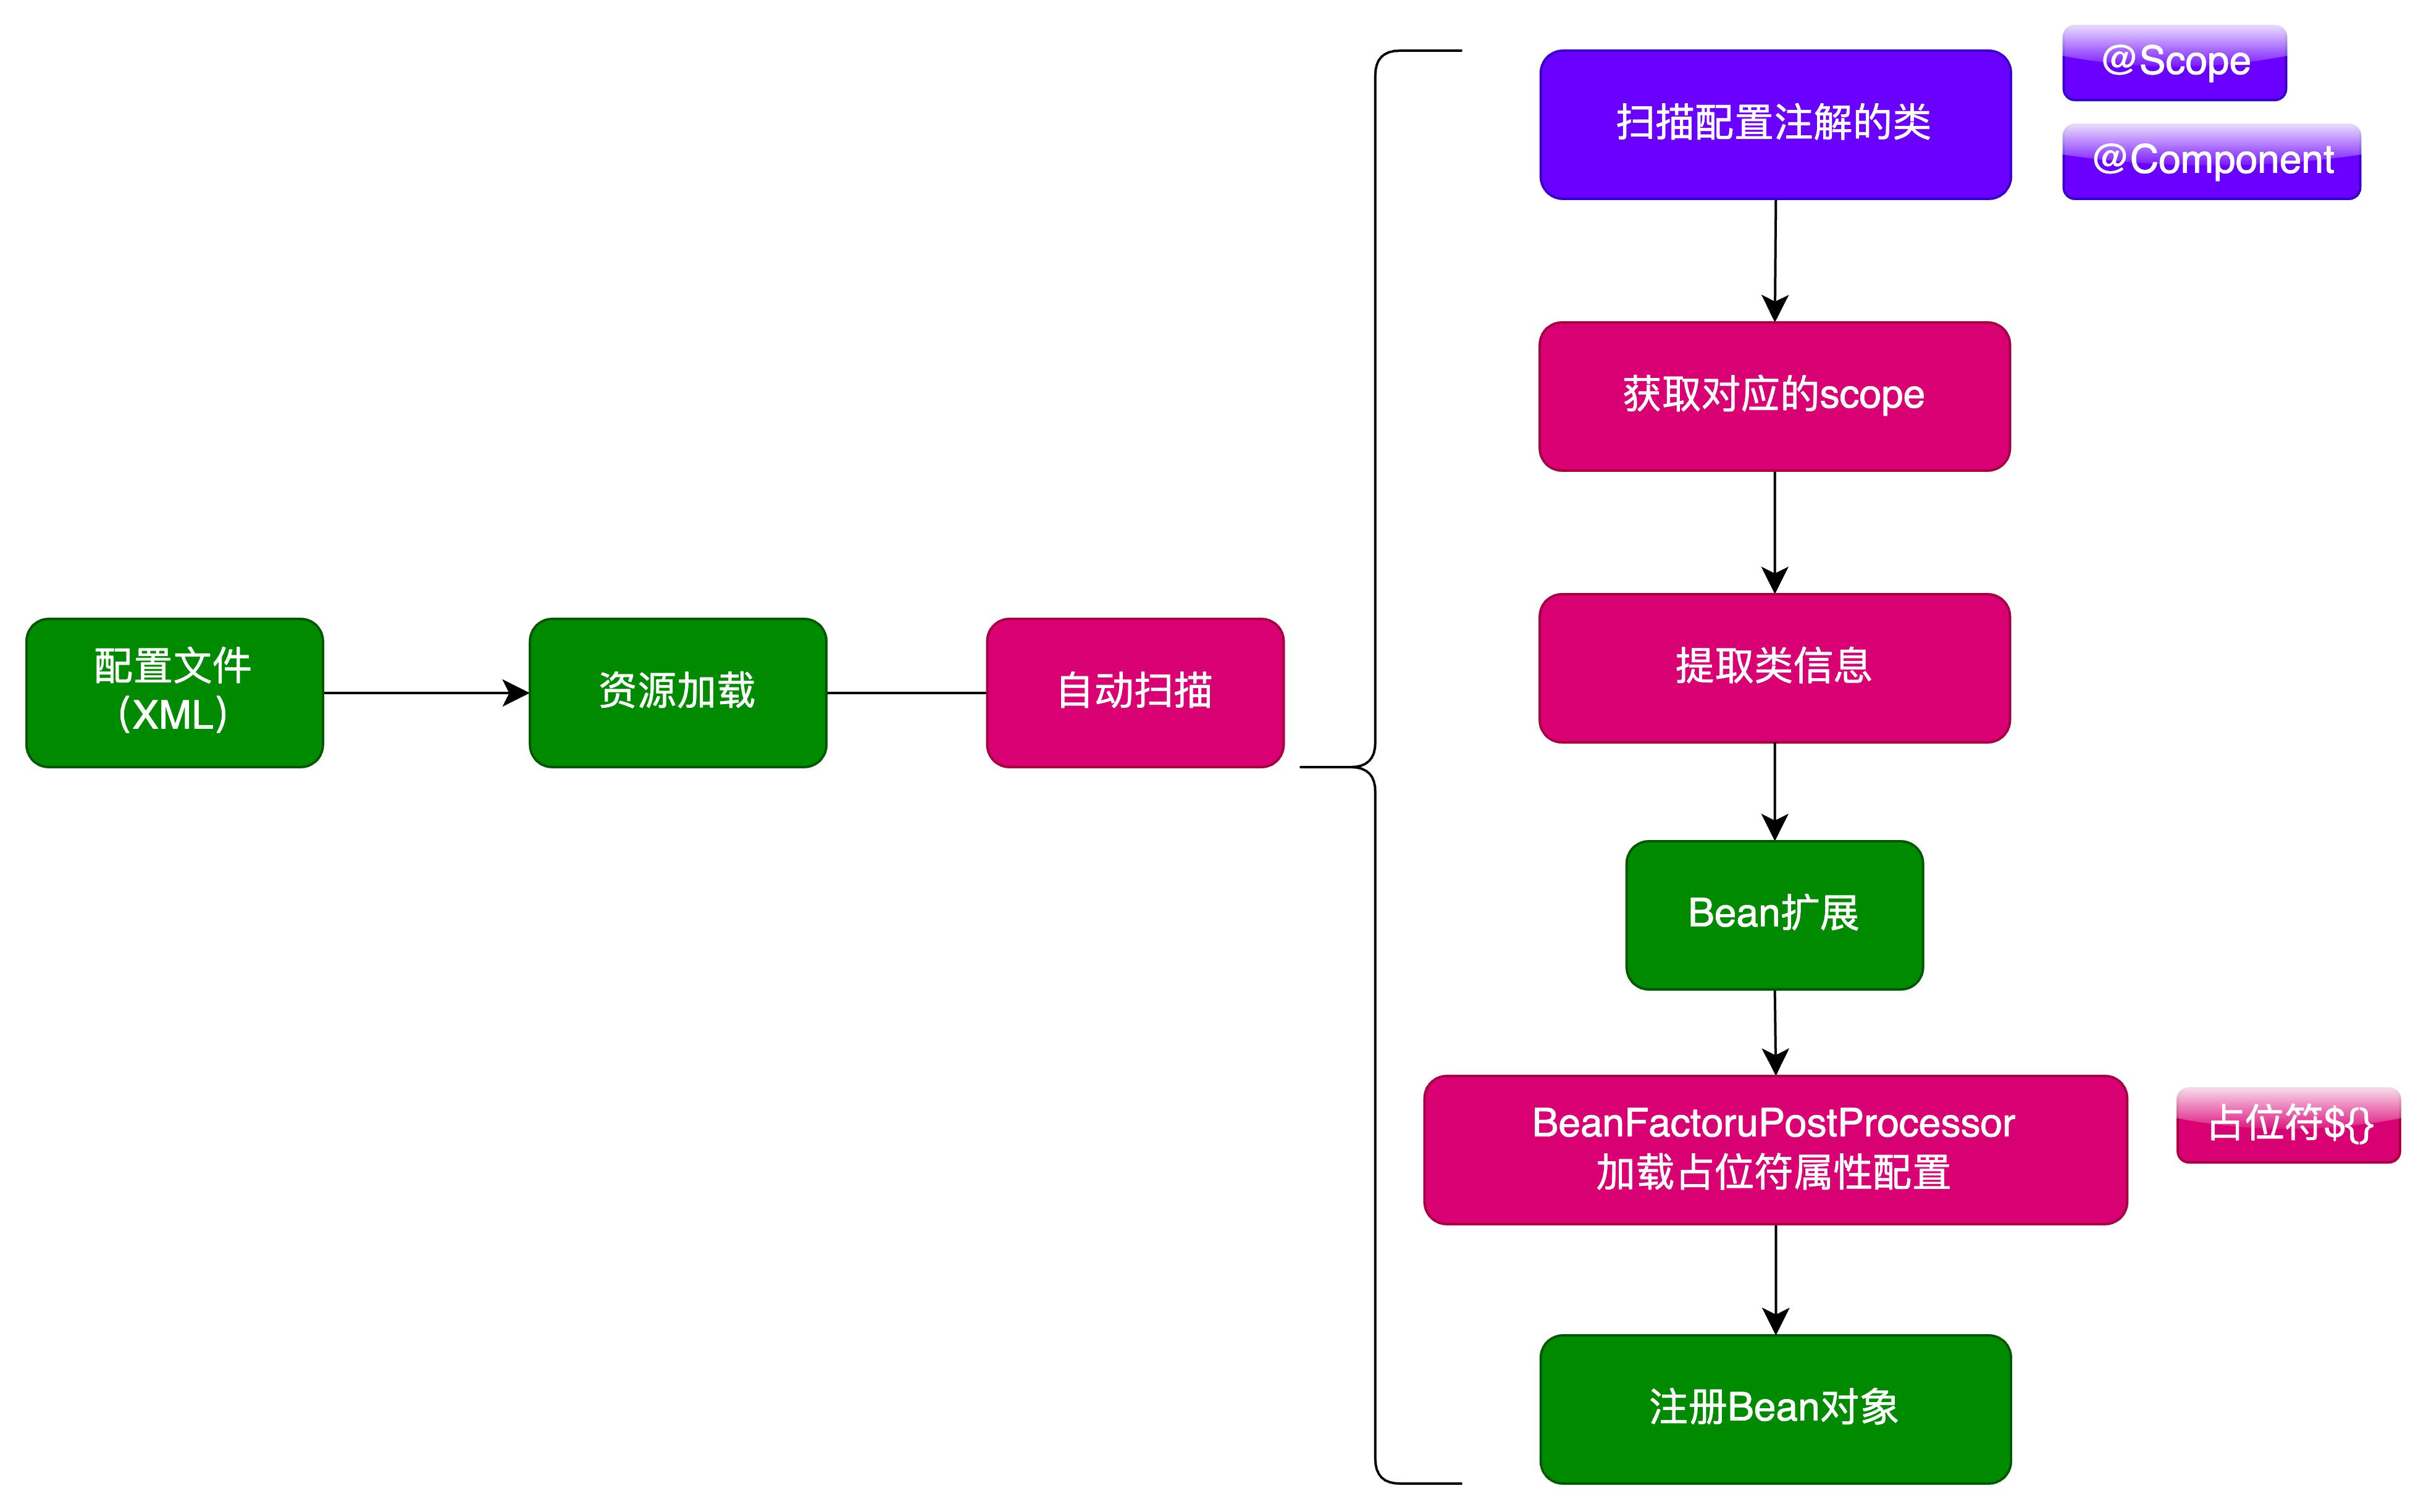 @Scope
扫描配置注解的类
@Component
获取对应的scope
配置文件
(XML)
资源加载
自动扫描
提取类信息
Bean扩展
BeanFactoruPostProcessor
加载占位符属性配置
占位符${}
注册Bean对象